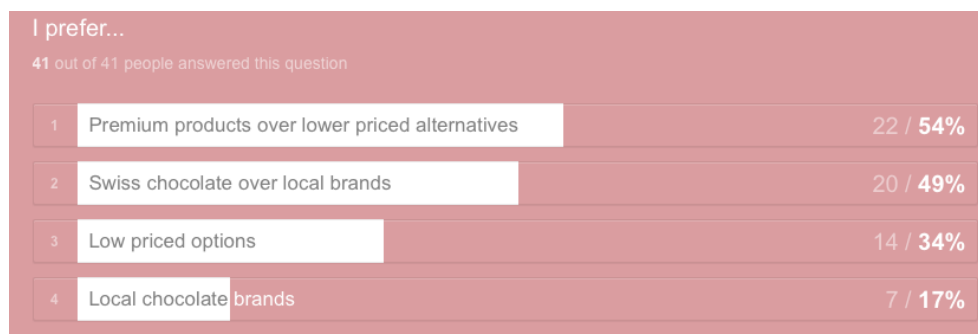 I prefer...
41 out of 41 people answered this question
1 Premium products over lower priced alternatives 22 / 54%
2 Swiss chocolate over local brands 20 / 49%
3 Low priced options 14 / 34%
4 Local chocolate brands 7 / 17%